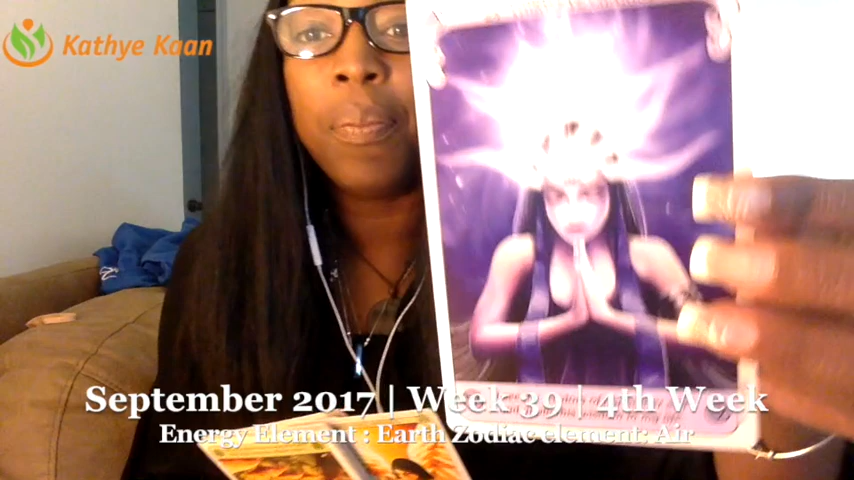 Kathye Kaan
September 2017 | Week 39 | 4th Week
Energy Element : Earth Zodiac element: Air